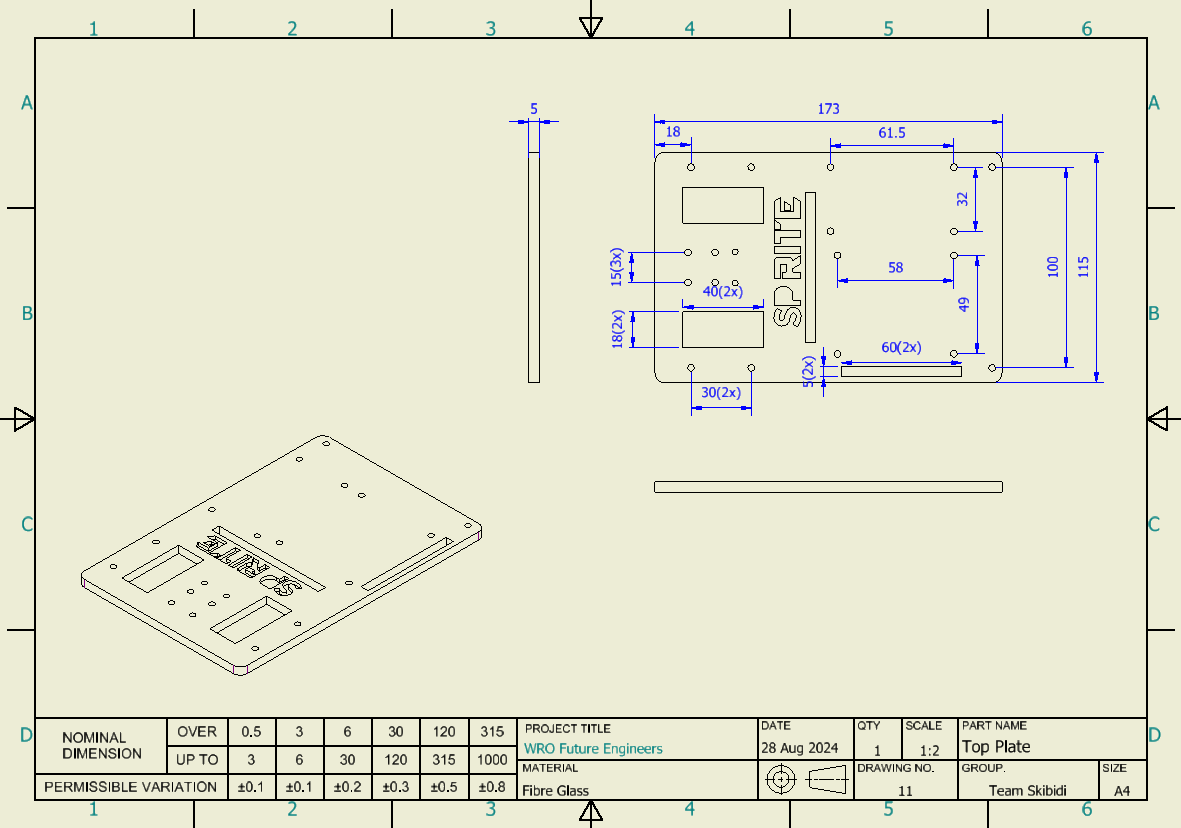 1 2 3 4 5 6
A A
5
173
18 61.5
32
SPRITE
15(3x)
58
100 115
40(2x)
49
B B
18(2x)
60(2x)
5(2x)
30(2x)
C C
D D
NOMINAL DIMENSION OVER 0.5 3 6 30 120 315
UP TO 3 6 30 120 315 1000
PERMISSIBLE VARIATION ±0.1 ±0.1 ±0.2 ±0.3 ±0.5 ±0.8
PROJECT TITLE
WRO Future Engineers
MATERIAL
Fibre Glass
DATE
28 Aug 2024
QTY
1
SCALE
1:2
PART NAME
Top Plate
DRAWING NO.
11
GROUP.
Team Skibidi
SIZE
A4
1 2 3 4 5 6
SPRITE